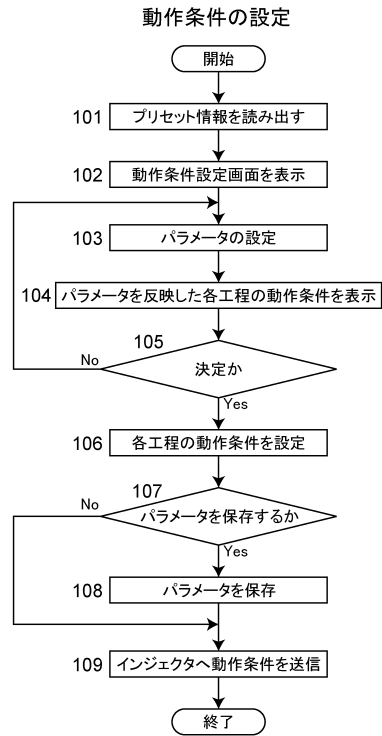 動作条件の設定
開始
101 プリセット情報を読み出す
102 動作条件設定画面を表示
103 パラメータの設定
104 パラメータを反映した各工程の動作条件を表示
105
No
決定か
Yes
106 各工程の動作条件を設定
107
No
パラメータを保存するか
Yes
108 パラメータを保存
109 インジェクタへ動作条件を送信
終了